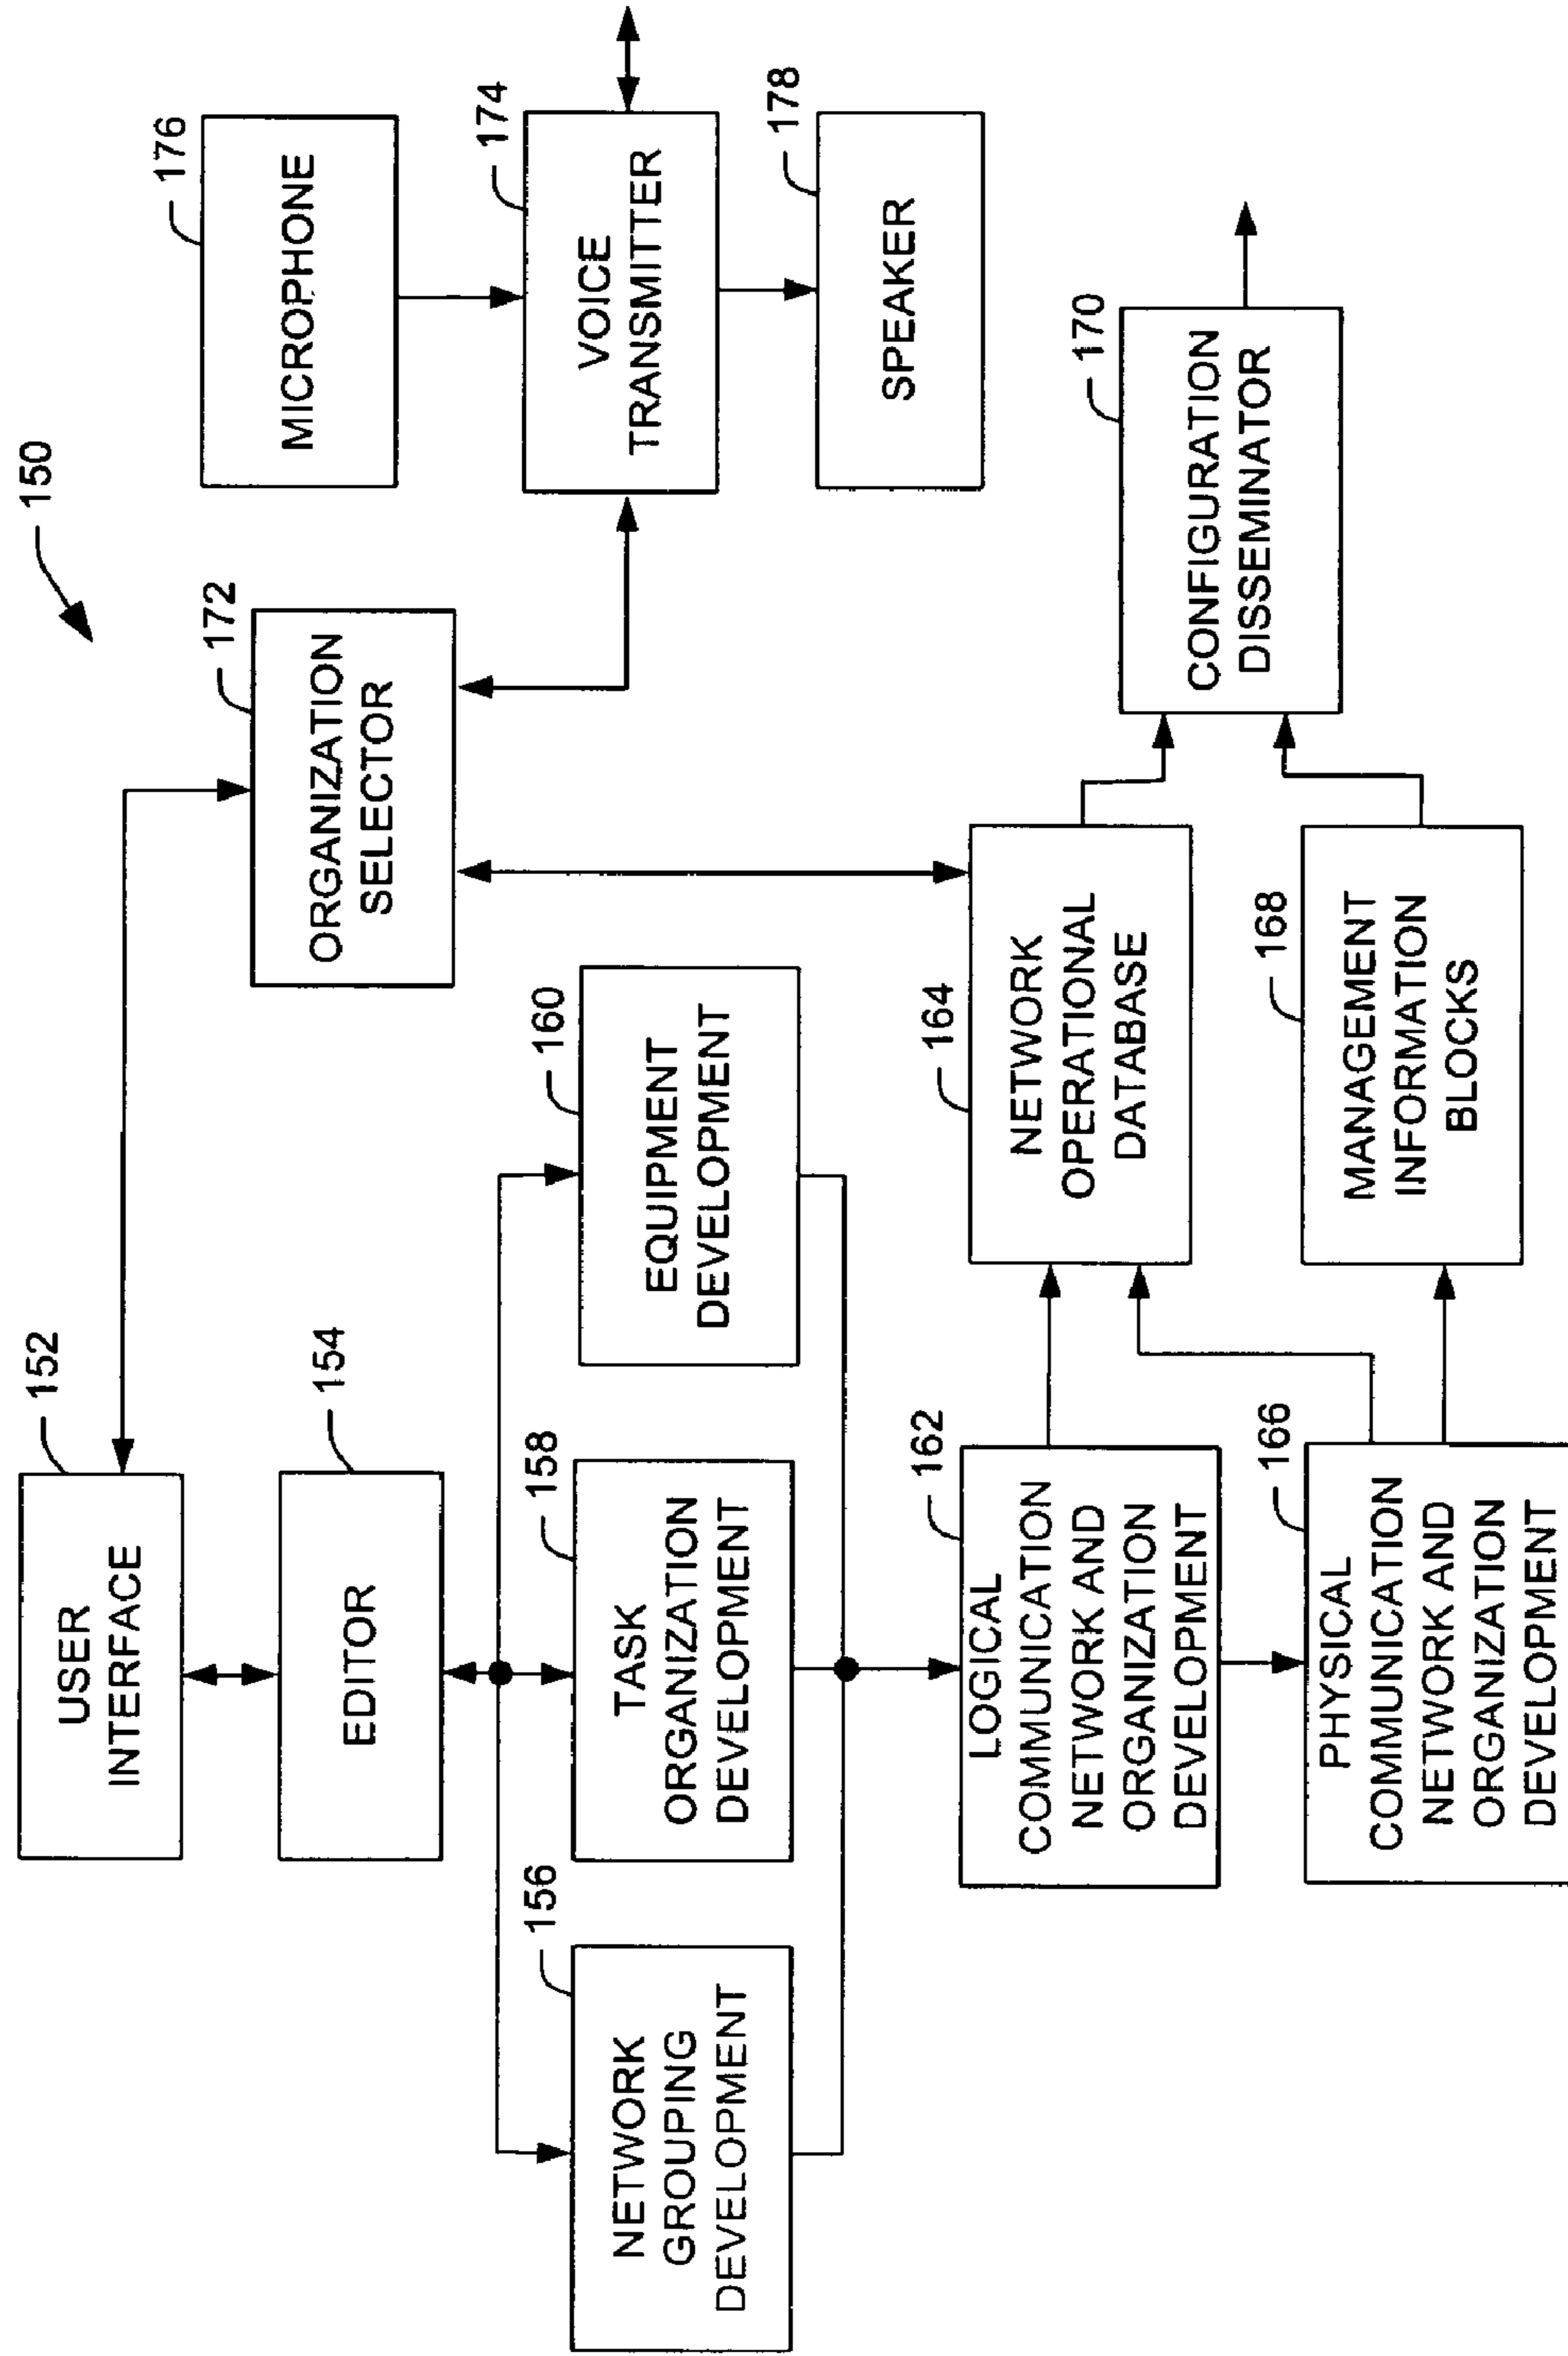 150
152
USER
INTERFACE
154
EDITOR
156
NETWORK
GROUPING
DEVELOPMENT
158
TASK
ORGANIZATION
DEVELOPMENT
160
EQUIPMENT
DEVELOPMENT
162
LOGICAL
COMMUNICATION
NETWORK AND
ORGANIZATION
DEVELOPMENT
166
PHYSICAL
COMMUNICATION
NETWORK AND
ORGANIZATION
DEVELOPMENT
164
NETWORK
OPERATIONAL
DATABASE
168
MANAGEMENT
INFORMATION
BLOCKS
170
CONFIGURATION
DISSEMINATOR
172
ORGANIZATION
SELECTOR
176
MICROPHONE
174
VOICE
TRANSMITTER
178
SPEAKER